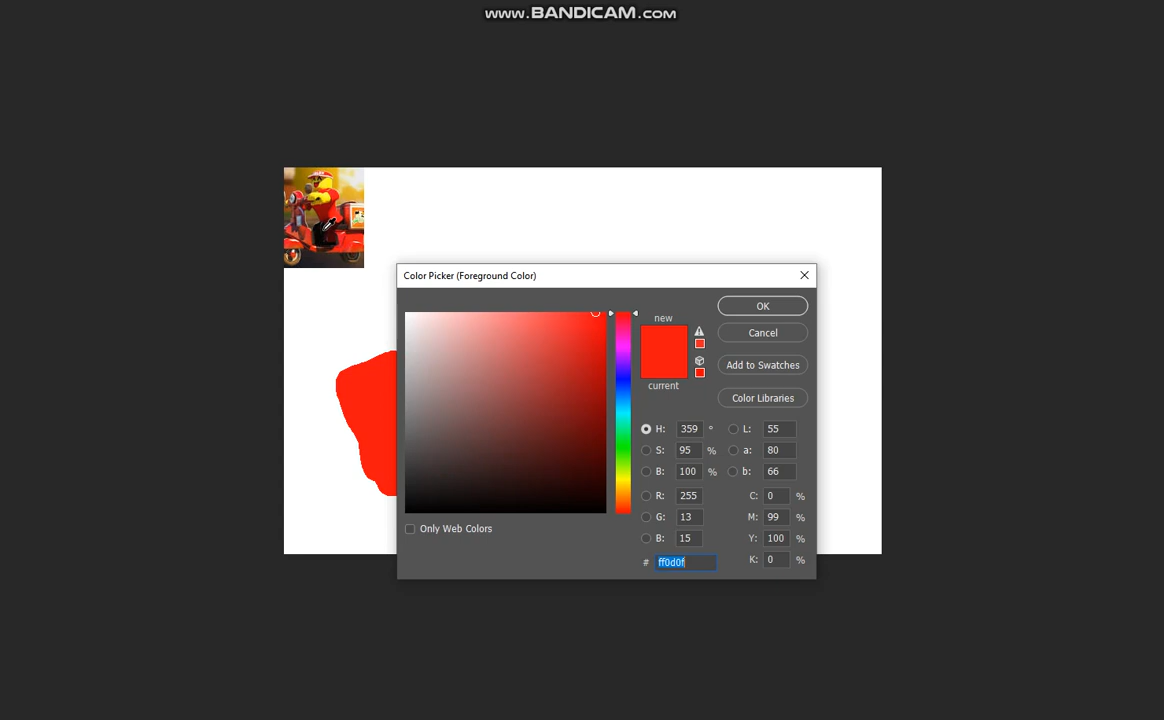 www.BANDICAM.com
Color Picker (Foreground Color)
new
current
OK
Cancel
Add to Swatches
Color Libraries
H: 359 °
S: 95 %
B: 100 %
R: 255
G: 13
B: 15
# ff0d0f
L: 55
a: 80
b: 66
C: 0 %
M: 99 %
Y: 100 %
K: 0 %
Only Web Colors